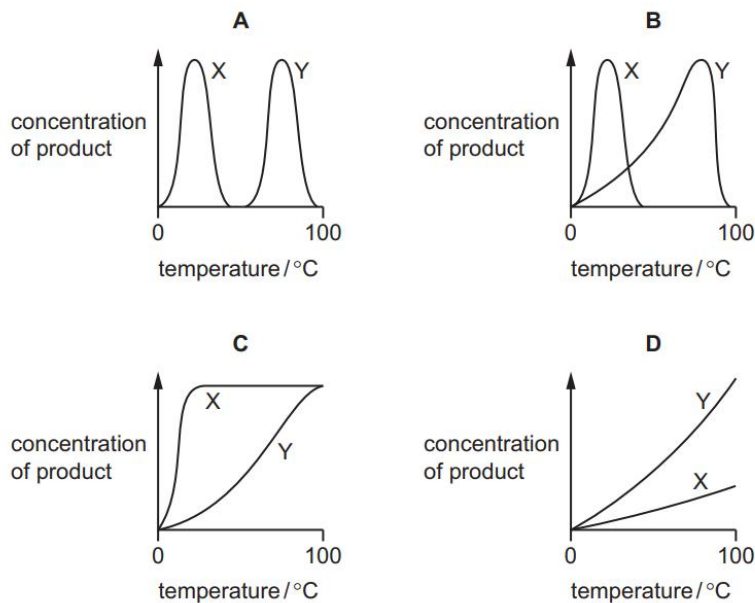 A
B
X
Y
concentration
of product
0
100
temperature / °C
X
Y
concentration
of product
0
100
temperature / °C
C
D
X
Y
concentration
of product
0
100
temperature / °C
Y
X
concentration
of product
0
100
temperature / °C